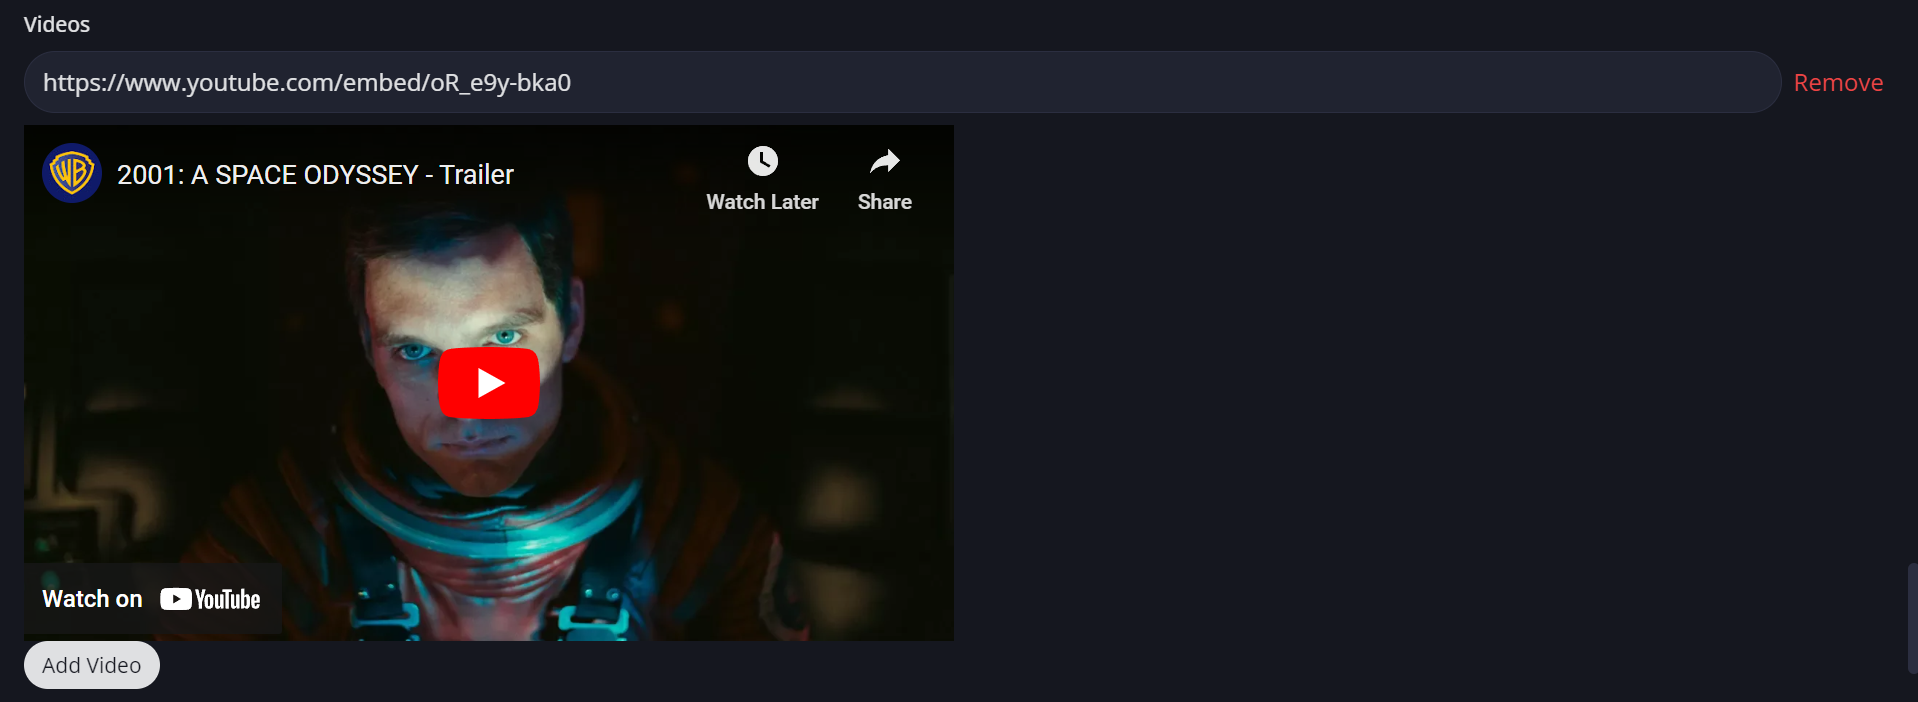 Videos
https://www.youtube.com/embed/oR_e9y-bka0
Remove
WB
2001: A SPACE ODYSSEY - Trailer
Watch Later
Share
Watch on YouTube
Add Video